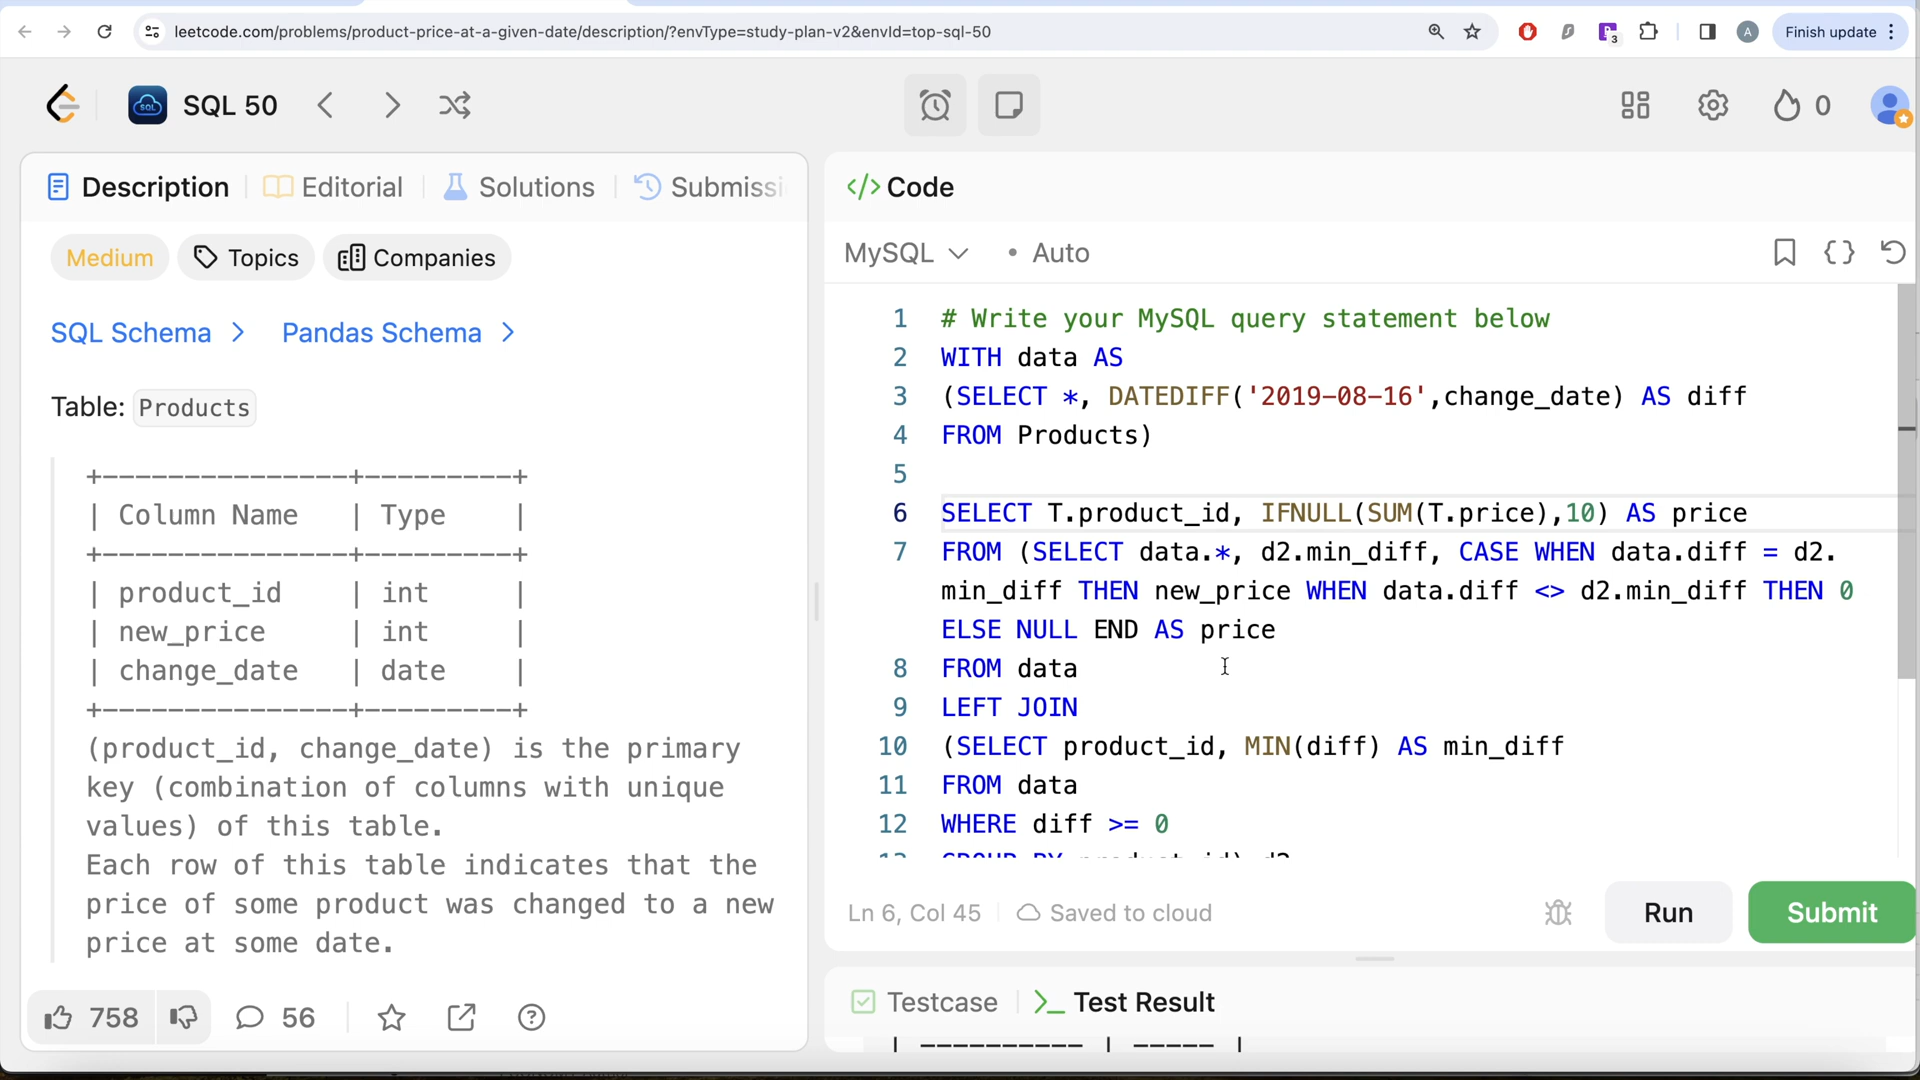 leetcode.com/problems/product-price-at-a-given-date/description/?envType=study-plan-v2&envId=top-sql-50
3
A
Finish update
SQL
SQL 50
0
Description
Editorial
Solutions
Submissi
Medium
Topics
Companies
SQL Schema
Pandas Schema
Table: Products
+---------------+---------+
| Column Name   | Type    |
+---------------+---------+
| product_id    | int     |
| new_price     | int     |
| change_date   | date    |
+---------------+---------+
(product_id, change_date) is the primary
key (combination of columns with unique
values) of this table.
Each row of this table indicates that the
price of some product was changed to a new
price at some date.
758
56
</> Code
MySQL
• Auto
1 # Write your MySQL query statement below
2 WITH data AS
3 (SELECT *, DATEDIFF('2019-08-16',change_date) AS diff
4 FROM Products)
5
6 SELECT T.product_id, IFNULL(SUM(T.price),10) AS price
7 FROM (SELECT data.*, d2.min_diff, CASE WHEN data.diff = d2.
min_diff THEN new_price WHEN data.diff <> d2.min_diff THEN 0
ELSE NULL END AS price
8 FROM data
9 LEFT JOIN
10 (SELECT product_id, MIN(diff) AS min_diff
11 FROM data
12 WHERE diff >= 0
13 GROUP BY product_id) d2
Ln 6, Col 45
Saved to cloud
Run
Submit
Testcase
Test Result
| ---------- | ----- |